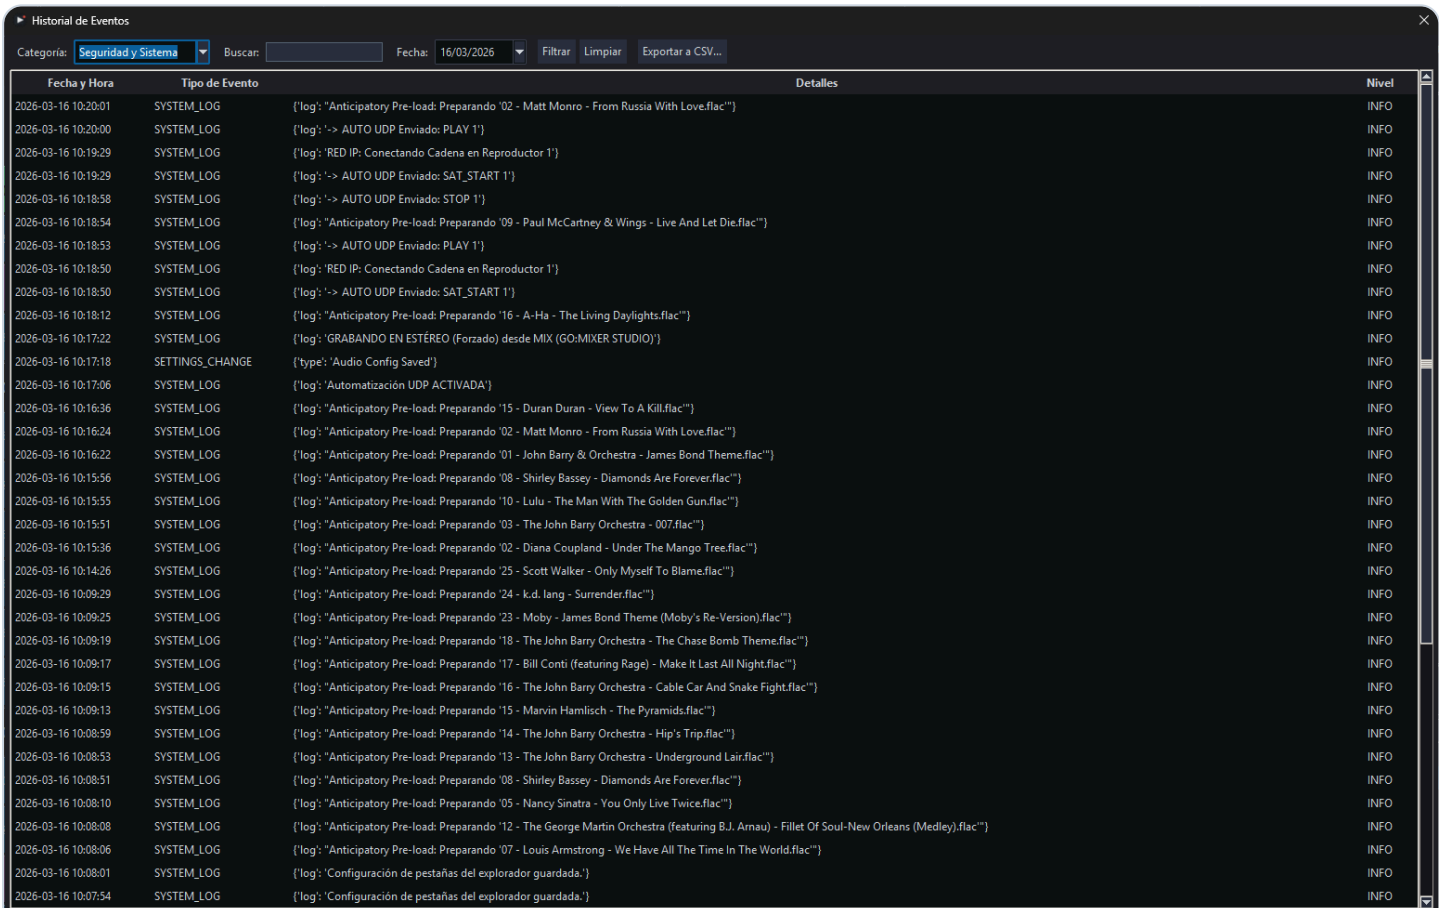 Historial de Eventos
Categoría: Seguridad y Sistema Buscar: Fecha: 16/03/2026 Filtrar Limpiar Exportar a CSV...
Fecha y Hora Tipo de Evento Detalles Nivel
2026-03-16 10:20:01 SYSTEM_LOG {'log': "Anticipatory Pre-load: Preparando '02 - Matt Monro - From Russia With Love.flac'"} INFO
2026-03-16 10:20:00 SYSTEM_LOG {'log': '-> AUTO UDP Enviado: PLAY 1'} INFO
2026-03-16 10:19:29 SYSTEM_LOG {'log': 'RED IP: Conectando Cadena en Reproductor 1'} INFO
2026-03-16 10:19:29 SYSTEM_LOG {'log': '-> AUTO UDP Enviado: SAT_START 1'} INFO
2026-03-16 10:18:58 SYSTEM_LOG {'log': '-> AUTO UDP Enviado: STOP 1'} INFO
2026-03-16 10:18:54 SYSTEM_LOG {'log': "Anticipatory Pre-load: Preparando '09 - Paul McCartney & Wings - Live And Let Die.flac'"} INFO
2026-03-16 10:18:53 SYSTEM_LOG {'log': '-> AUTO UDP Enviado: PLAY 1'} INFO
2026-03-16 10:18:50 SYSTEM_LOG {'log': 'RED IP: Conectando Cadena en Reproductor 1'} INFO
2026-03-16 10:18:50 SYSTEM_LOG {'log': '-> AUTO UDP Enviado: SAT_START 1'} INFO
2026-03-16 10:18:12 SYSTEM_LOG {'log': "Anticipatory Pre-load: Preparando '16 - A-Ha - The Living Daylights.flac'"} INFO
2026-03-16 10:17:22 SYSTEM_LOG {'log': 'GRABANDO EN ESTÉREO (Forzado) desde MIX (GO:MIXER STUDIO)'} INFO
2026-03-16 10:17:18 SETTINGS_CHANGE {'type': 'Audio Config Saved'} INFO
2026-03-16 10:17:06 SYSTEM_LOG {'log': 'Automatización UDP ACTIVADA'} INFO
2026-03-16 10:16:36 SYSTEM_LOG {'log': "Anticipatory Pre-load: Preparando '15 - Duran Duran - View To A Kill.flac'"} INFO
2026-03-16 10:16:24 SYSTEM_LOG {'log': "Anticipatory Pre-load: Preparando '02 - Matt Monro - From Russia With Love.flac'"} INFO
2026-03-16 10:16:22 SYSTEM_LOG {'log': "Anticipatory Pre-load: Preparando '01 - John Barry & Orchestra - James Bond Theme.flac'"} INFO
2026-03-16 10:15:56 SYSTEM_LOG {'log': "Anticipatory Pre-load: Preparando '08 - Shirley Bassey - Diamonds Are Forever.flac'"} INFO
2026-03-16 10:15:55 SYSTEM_LOG {'log': "Anticipatory Pre-load: Preparando '10 - Lulu - The Man With The Golden Gun.flac'"} INFO
2026-03-16 10:15:51 SYSTEM_LOG {'log': "Anticipatory Pre-load: Preparando '03 - The John Barry Orchestra - 007.flac'"} INFO
2026-03-16 10:15:36 SYSTEM_LOG {'log': "Anticipatory Pre-load: Preparando '02 - Diana Coupland - Under The Mango Tree.flac'"} INFO
2026-03-16 10:14:26 SYSTEM_LOG {'log': "Anticipatory Pre-load: Preparando '25 - Scott Walker - Only Myself To Blame.flac'"} INFO
2026-03-16 10:09:29 SYSTEM_LOG {'log': "Anticipatory Pre-load: Preparando '24 - k.d. lang - Surrender.flac'"} INFO
2026-03-16 10:09:25 SYSTEM_LOG {'log': "Anticipatory Pre-load: Preparando '23 - Moby - James Bond Theme (Moby's Re-Version).flac'"} INFO
2026-03-16 10:09:19 SYSTEM_LOG {'log': "Anticipatory Pre-load: Preparando '18 - The John Barry Orchestra - The Chase Bomb Theme.flac'"} INFO
2026-03-16 10:09:17 SYSTEM_LOG {'log': "Anticipatory Pre-load: Preparando '17 - Bill Conti (featuring Rage) - Make It Last All Night.flac'"} INFO
2026-03-16 10:09:15 SYSTEM_LOG {'log': "Anticipatory Pre-load: Preparando '16 - The John Barry Orchestra - Cable Car And Snake Fight.flac'"} INFO
2026-03-16 10:09:13 SYSTEM_LOG {'log': "Anticipatory Pre-load: Preparando '15 - Marvin Hamlisch - The Pyramids.flac'"} INFO
2026-03-16 10:08:59 SYSTEM_LOG {'log': "Anticipatory Pre-load: Preparando '14 - The John Barry Orchestra - Hip's Trip.flac'"} INFO
2026-03-16 10:08:53 SYSTEM_LOG {'log': "Anticipatory Pre-load: Preparando '13 - The John Barry Orchestra - Underground Lair.flac'"} INFO
2026-03-16 10:08:51 SYSTEM_LOG {'log': "Anticipatory Pre-load: Preparando '08 - Shirley Bassey - Diamonds Are Forever.flac'"} INFO
2026-03-16 10:08:10 SYSTEM_LOG {'log': "Anticipatory Pre-load: Preparando '05 - Nancy Sinatra - You Only Live Twice.flac'"} INFO
2026-03-16 10:08:08 SYSTEM_LOG {'log': "Anticipatory Pre-load: Preparando '12 - The George Martin Orchestra (featuring B.J. Arnau) - Fillet Of Soul-New Orleans (Medley).flac'"} INFO
2026-03-16 10:08:06 SYSTEM_LOG {'log': "Anticipatory Pre-load: Preparando '07 - Louis Armstrong - We Have All The Time In The World.flac'"} INFO
2026-03-16 10:08:01 SYSTEM_LOG {'log': 'Configuración de pestañas del explorador guardada.'} INFO
2026-03-16 10:07:54 SYSTEM_LOG {'log': 'Configuración de pestañas del explorador guardada.'} INFO